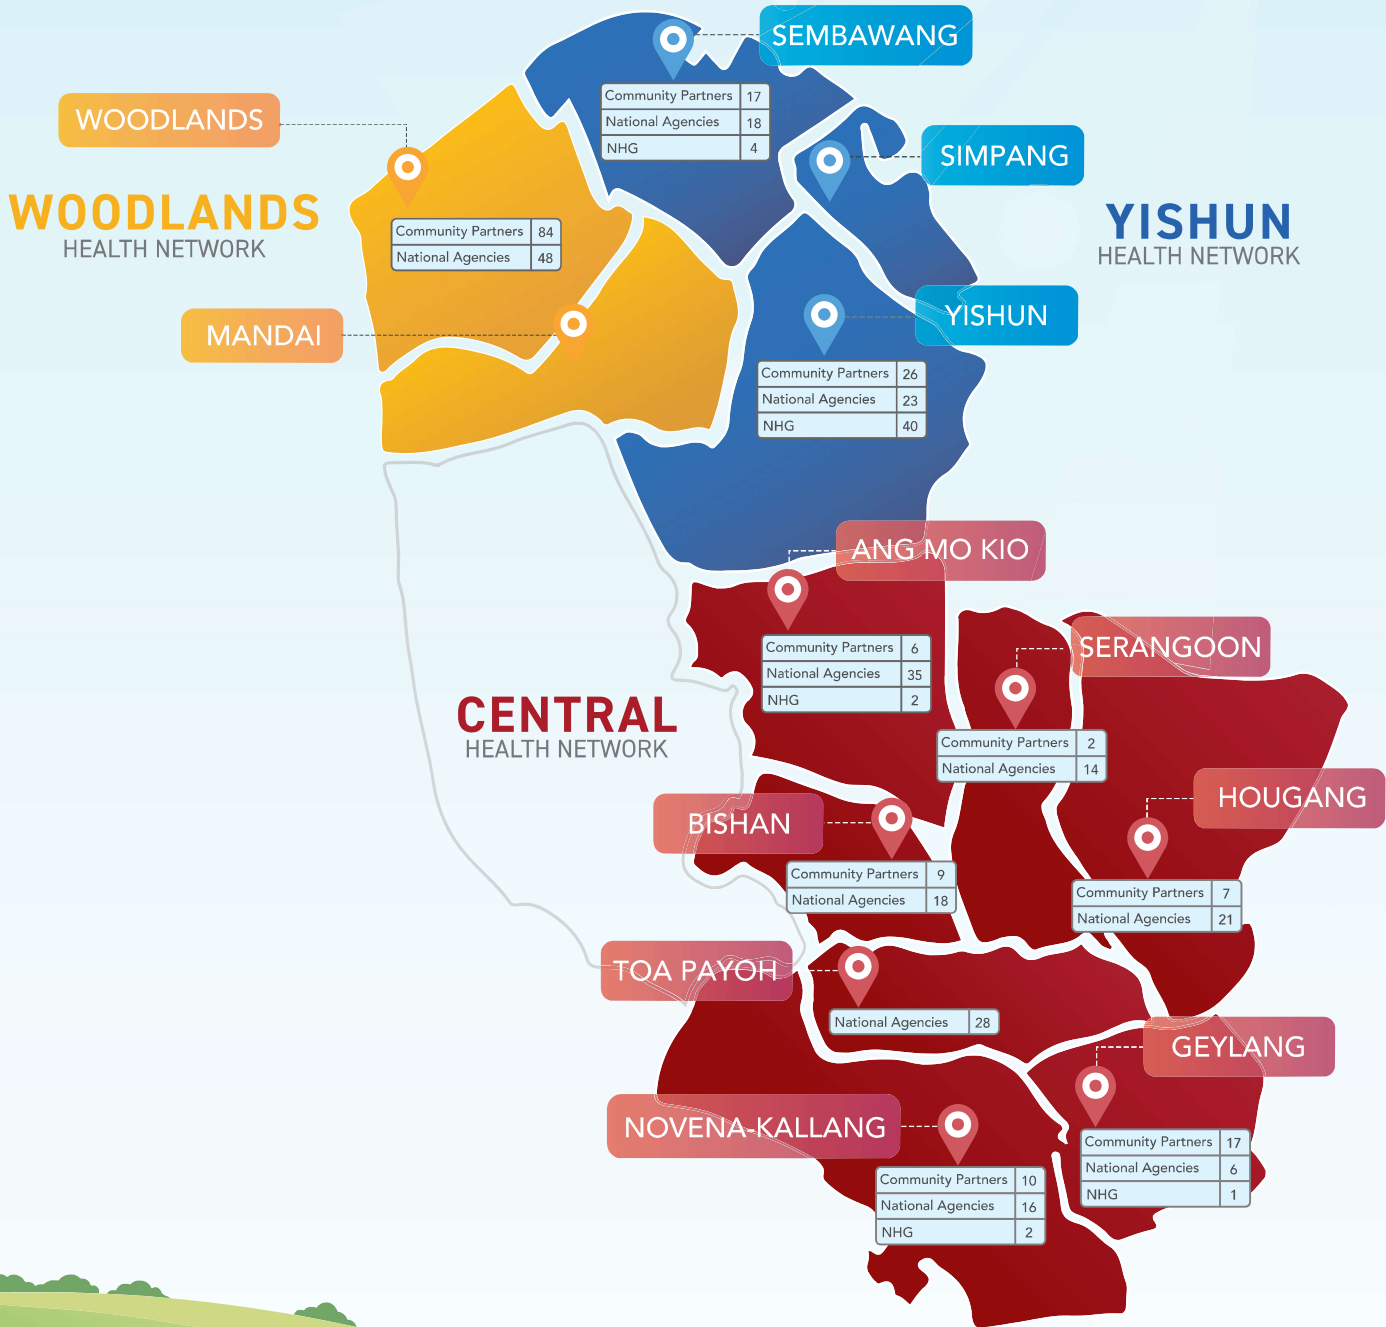 SEMBAWANG
Community Partners 17
National Agencies 18
NHG 4
WOODLANDS
SIMPANG
WOODLANDS
HEALTH NETWORK
YISHUN
HEALTH NETWORK
Community Partners 84
National Agencies 48
MANDAI
YISHUN
Community Partners 26
National Agencies 23
NHG 40
ANG MO KIO
Community Partners 6
National Agencies 35
NHG 2
SERANGOON
Community Partners 2
National Agencies 14
CENTRAL
HEALTH NETWORK
HOUGANG
BISHAN
Community Partners 9
National Agencies 18
Community Partners 7
National Agencies 21
TOA PAYOH
National Agencies 28
GEYLANG
NOVENA-KALLANG
Community Partners 17
National Agencies 6
NHG 1
Community Partners 10
National Agencies 16
NHG 2